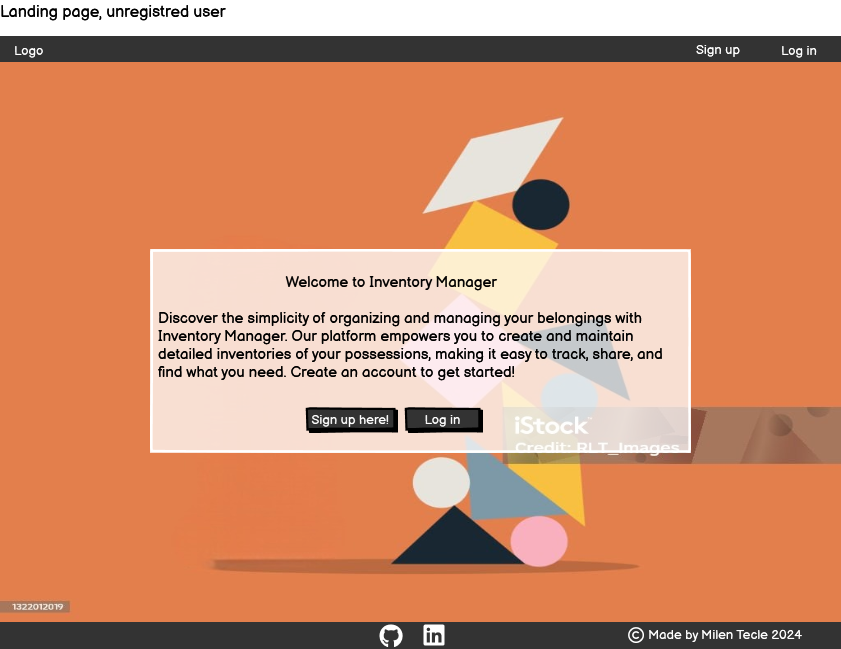 Landing page, unregistred user
Logo
Sign up
Log in
Welcome to Inventory Manager
Discover the simplicity of organizing and managing your belongings with
Inventory Manager. Our platform empowers you to create and maintain
detailed inventories of your possessions, making it easy to track, share, and
find what you need. Create an account to get started!
Sign up here!
Log in
iStock™
Credit: RLT_Images
1322012019
in
© Made by Milen Tecle 2024